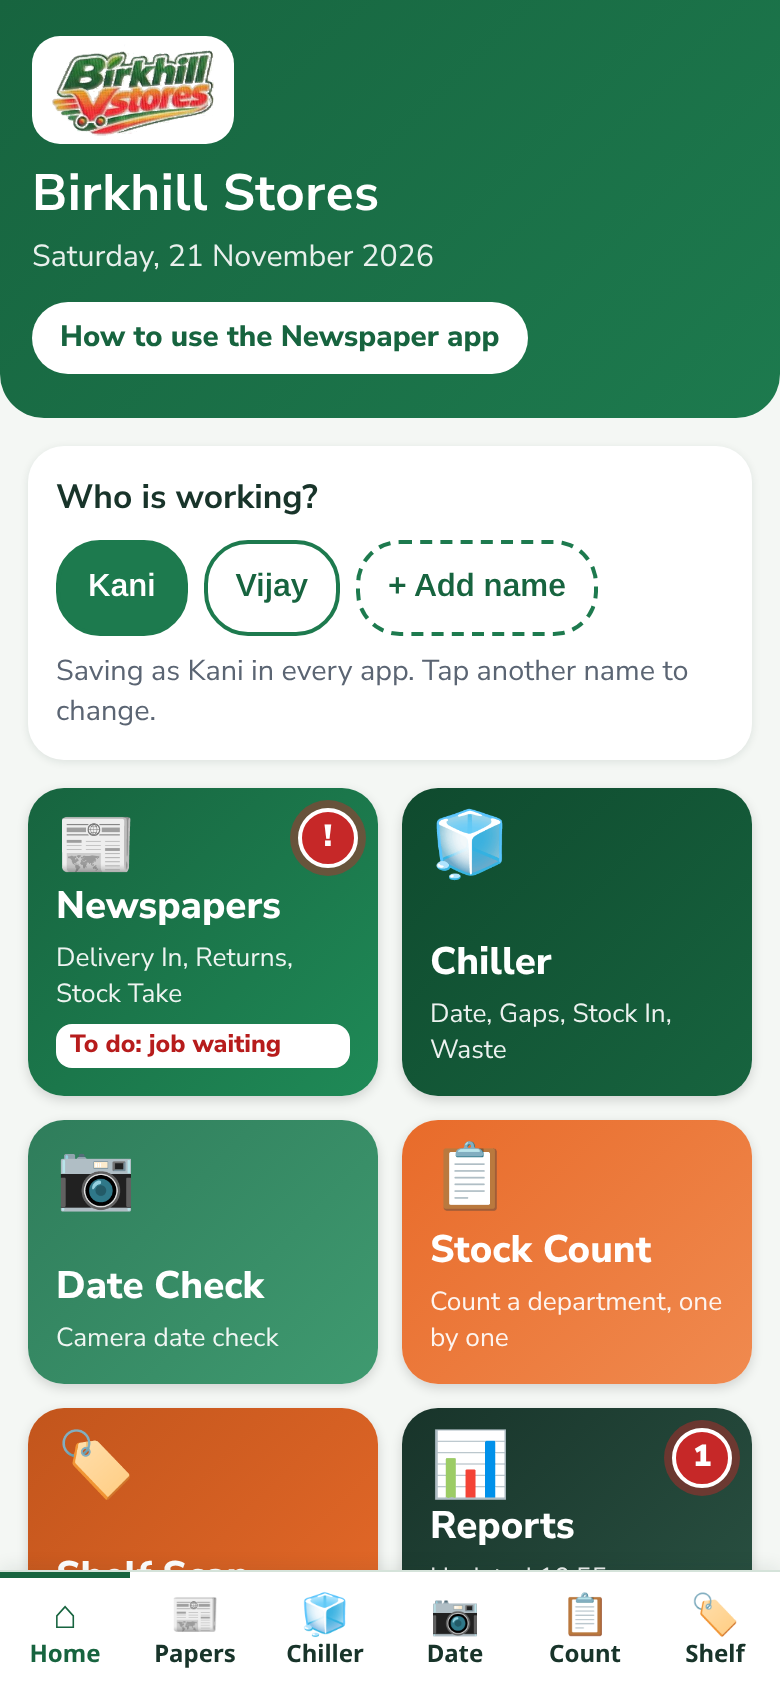 Birkhill
Vstores
Birkhill Stores
Saturday, 21 November 2026
How to use the Newspaper app
Who is working?
Kani
Vijay
+ Add name
Saving as Kani in every app. Tap another name to
change.
!
Newspapers
Delivery In, Returns,
Stock Take
To do: job waiting
Chiller
Date, Gaps, Stock In,
Waste
Date Check
Camera date check
Stock Count
Count a department, one
by one
Shelf Scan
1
Reports
Home
Papers
Chiller
Date
Count
Shelf